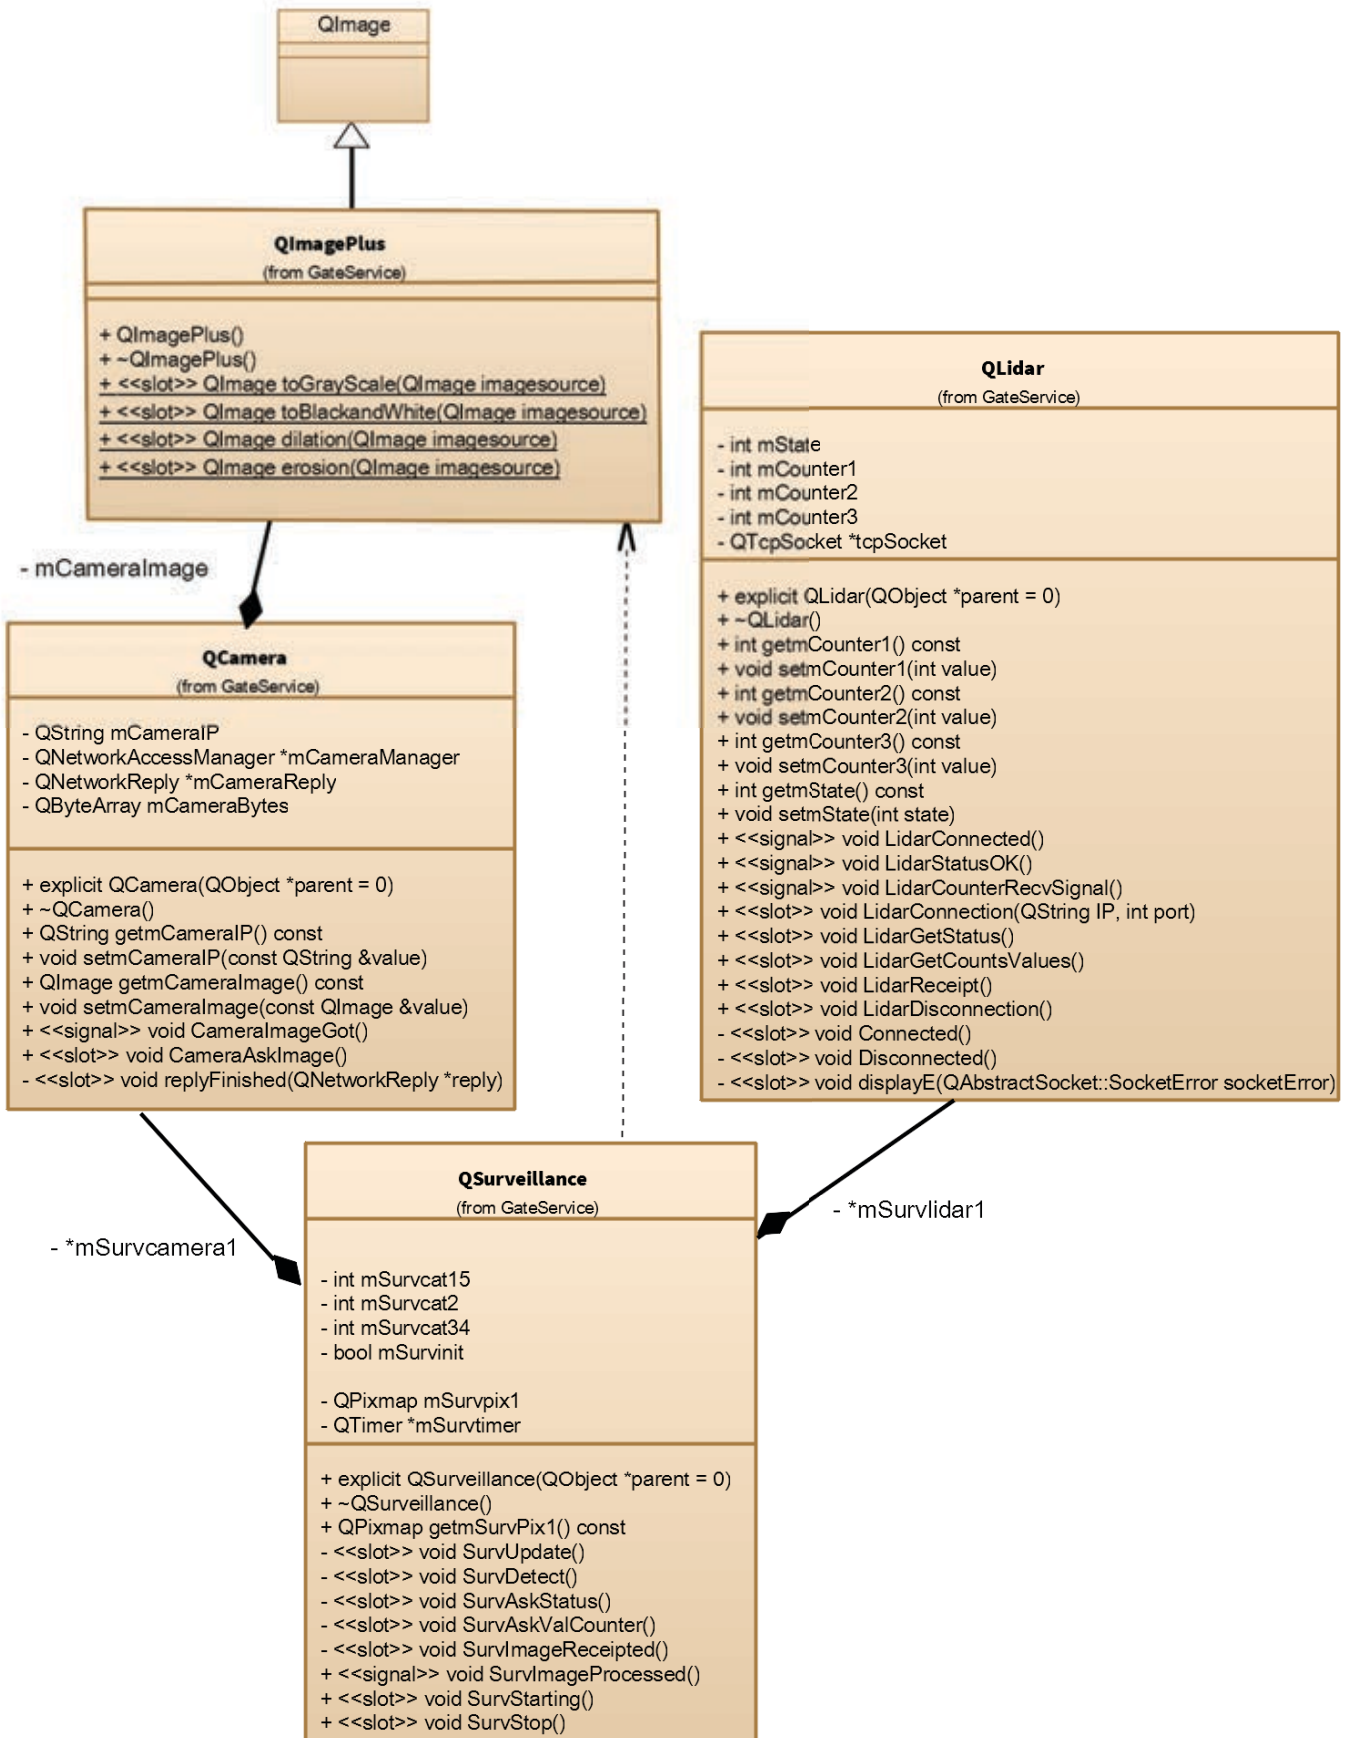 QImage
QImagePlus
(from GateService)
+ QImagePlus()
+ ~QImagePlus()
+ <<slot>> QImage toGrayScale(QImage imagesource)
+ <<slot>> QImage toBlackandWhite(QImage imagesource)
+ <<slot>> QImage dilation(QImage imagesource)
+ <<slot>> QImage erosion(QImage imagesource)
QLidar
(from GateService)
- int mState
- int mCounter1
- int mCounter2
- int mCounter3
- QTcpSocket *tcpSocket
+ explicit QLidar(QObject *parent = 0)
+ ~QLidar()
+ int getmCounter1() const
+ void setmCounter1(int value)
+ int getmCounter2() const
+ void setmCounter2(int value)
+ int getmCounter3() const
+ void setmCounter3(int value)
+ int getmState() const
+ void setmState(int state)
+ <<signal>> void LidarConnected()
+ <<signal>> void LidarStatusOK()
+ <<signal>> void LidarCounterRecvSignal()
+ <<slot>> void LidarConnection(QString IP, int port)
+ <<slot>> void LidarGetStatus()
+ <<slot>> void LidarGetCountsValues()
+ <<slot>> void LidarReceipt()
+ <<slot>> void LidarDisconnection()
- <<slot>> void Connected()
- <<slot>> void Disconnected()
- <<slot>> void displayE(QAbstractSocket::SocketError socketError)
- mCameraImage
QCamera
(from GateService)
- QString mCameraIP
- QNetworkAccessManager *mCameraManager
- QNetworkReply *mCameraReply
- QByteArray mCameraBytes
+ explicit QCamera(QObject *parent = 0)
+ ~QCamera()
+ QString getmCameraIP() const
+ void setmCameraIP(const QString &value)
+ QImage getmCameraImage() const
+ void setmCameraImage(const QImage &value)
+ <<signal>> void CameraImageGot()
+ <<slot>> void CameraAskImage()
- <<slot>> void replyFinished(QNetworkReply *reply)
- *mSurvcamera1
- *mSurvlidar1
QSurveillance
(from GateService)
- int mSurvcat15
- int mSurvcat2
- int mSurvcat34
- bool mSurvinit
- QPixmap mSurvpix1
- QTimer *mSurvtimer
+ explicit QSurveillance(QObject *parent = 0)
+ ~QSurveillance()
+ QPixmap getmSurvPix1() const
- <<slot>> void SurvUpdate()
- <<slot>> void SurvDetect()
- <<slot>> void SurvAskStatus()
- <<slot>> void SurvAskValCounter()
- <<slot>> void SurvImageReceipted()
+ <<signal>> void SurvImageProcessed()
+ <<slot>> void SurvStarting()
+ <<slot>> void SurvStop()